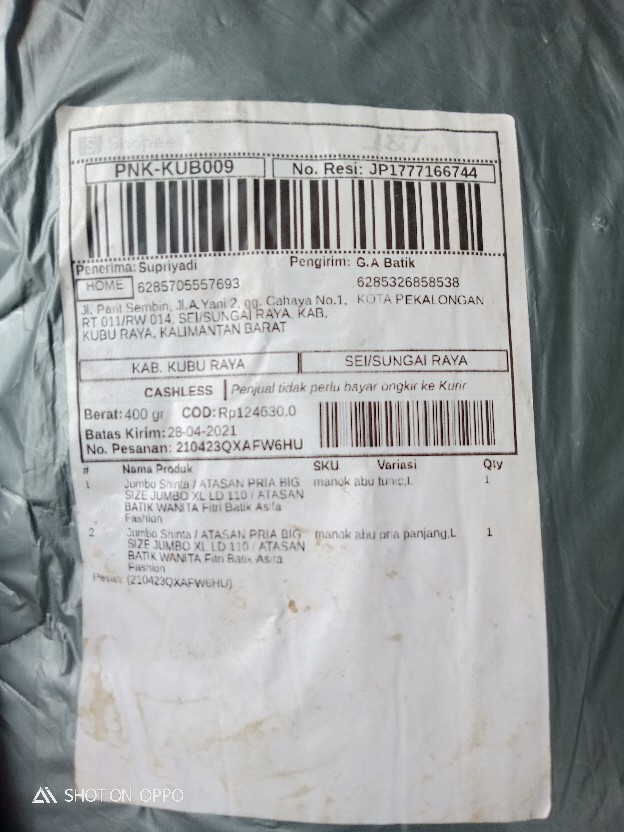 Shopee J&T
PNK-KUB009 No. Resi: JP1777166744
Penerima: Supriyadi Pengirim: G.A Batik
HOME 6285705557693 6285326858538
Jl. Parit Sembin, Jl.A.Yani 2, gg. Cahaya No.1, KOTA PEKALONGAN
RT 011/RW 014, SEI/SUNGAI RAYA, KAB.
KUBU RAYA, KALIMANTAN BARAT
KAB. KUBU RAYA SEI/SUNGAI RAYA
CASHLESS Penjual tidak perlu bayar ongkir ke Kurir
Berat: 400 gr COD: Rp124630.0
Batas Kirim: 28-04-2021
No. Pesanan: 210423QXAFW6HU
# Nama Produk SKU Variasi Qty
1 Jumbo Shinta / ATASAN PRIA BIG manok abu tunic,L 1
SIZE JUMBO XL LD 110 / ATASAN
BATIK WANITA Fitri Batik Asifa
Fashion
2 Jumbo Shinta / ATASAN PRIA BIG manok abu pria panjang,L 1
SIZE JUMBO XL LD 110 / ATASAN
BATIK WANITA Fitri Batik Asifa
Fashion
Pesan: (210423QXAFW6HU)
SHOT ON OPPO